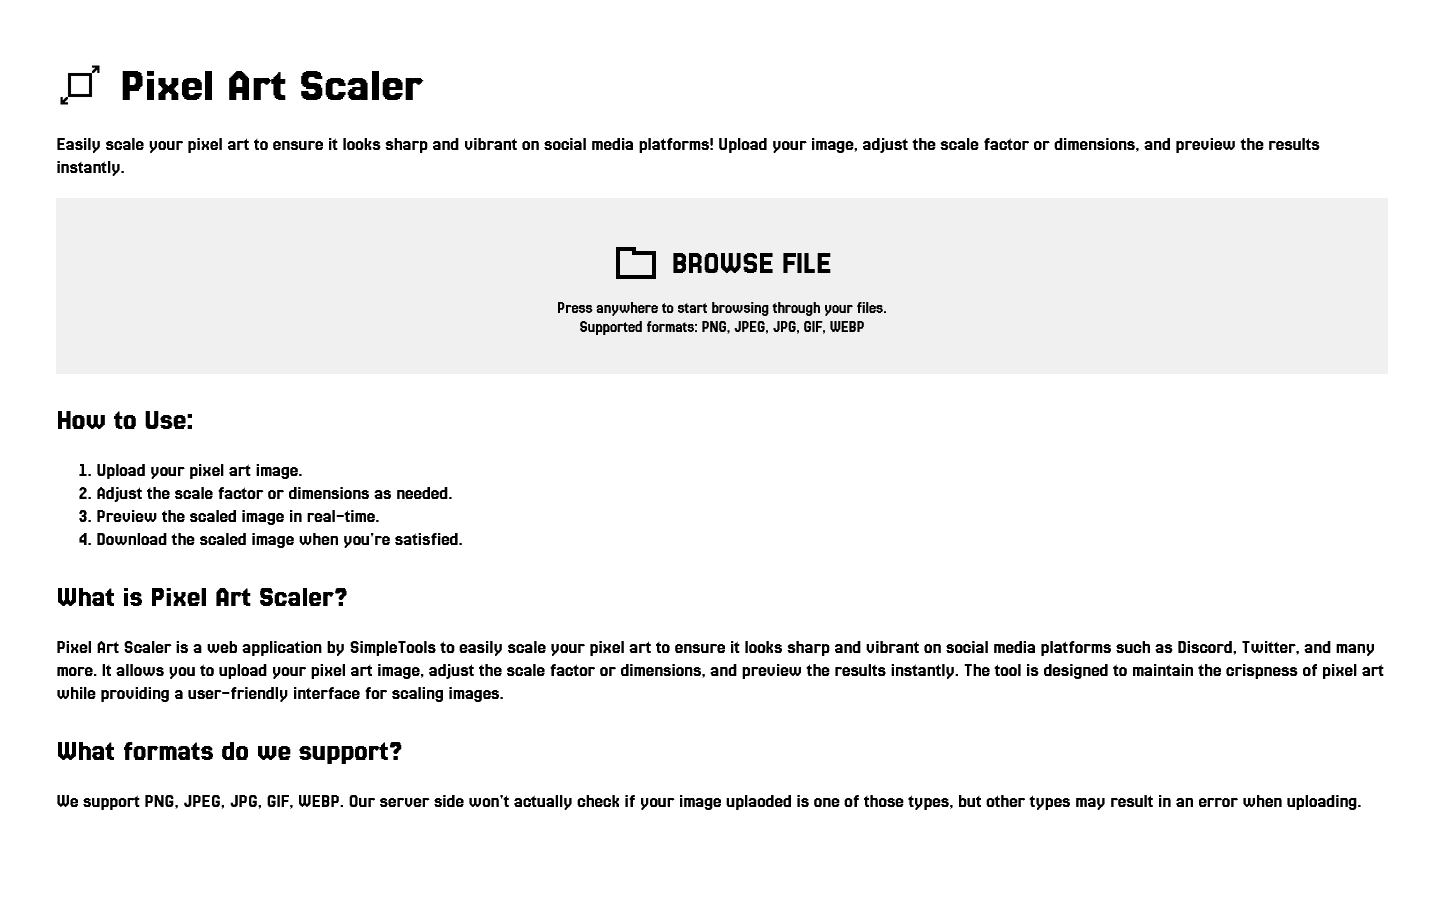 Pixel Art Scaler
Easily scale your pixel art to ensure it looks sharp and vibrant on social media platforms! Upload your image, adjust the scale factor or dimensions, and preview the results
instantly.
BROWSE FILE
Press anywhere to start browsing through your files.
Supported formats: PNG, JPEG, JPG, GIF, WEBP
How to Use:
1. Upload your pixel art image.
2. Adjust the scale factor or dimensions as needed.
3. Preview the scaled image in real-time.
4. Download the scaled image when you're satisfied.
What is Pixel Art Scaler?
Pixel Art Scaler is a web application by SimpleTools to easily scale your pixel art to ensure it looks sharp and vibrant on social media platforms such as Discord, Twitter, and many
more. It allows you to upload your pixel art image, adjust the scale factor or dimensions, and preview the results instantly. The tool is designed to maintain the crispness of pixel art
while providing a user-friendly interface for scaling images.
What formats do we support?
We support PNG, JPEG, JPG, GIF, WEBP. Our server side won't actually check if your image uplaoded is one of those types, but other types may result in an error when uploading.